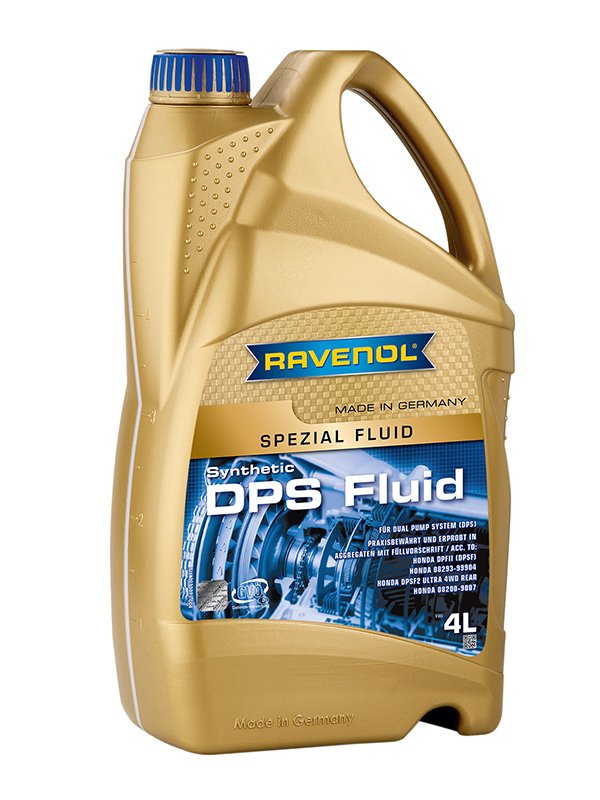 RAVENOL®
MADE IN GERMANY
SPEZIAL FLUID
Synthetic
DPS Fluid
FÜR DUAL PUMP SYSTEM (DPS)
PRAXISBEWÄHRT UND ERPROBT IN
AGGREGATEN MIT FÜLLVORSCHRIFT / ACC. TO:
HONDA DPFII (DPSF)
HONDA 08293-99904
HONDA DPSF2 ULTRA 4WD REAR
HONDA 08200-9007
4L
Made in Germany